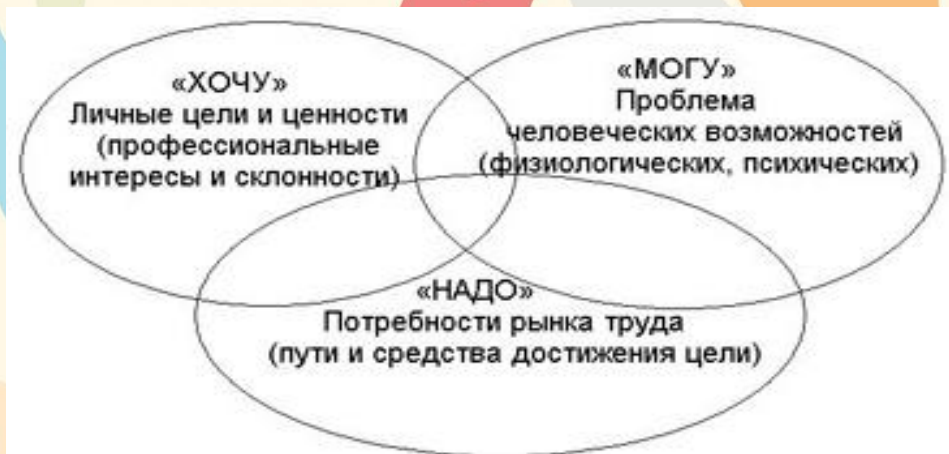 «ХОЧУ»
Личные цели и ценности
(профессиональные
интересы и склонности)
«МОГУ»
Проблема
человеческих возможностей
(физиологических, психических)
«НАДО»
Потребности рынка труда
(пути и средства достижения цели)